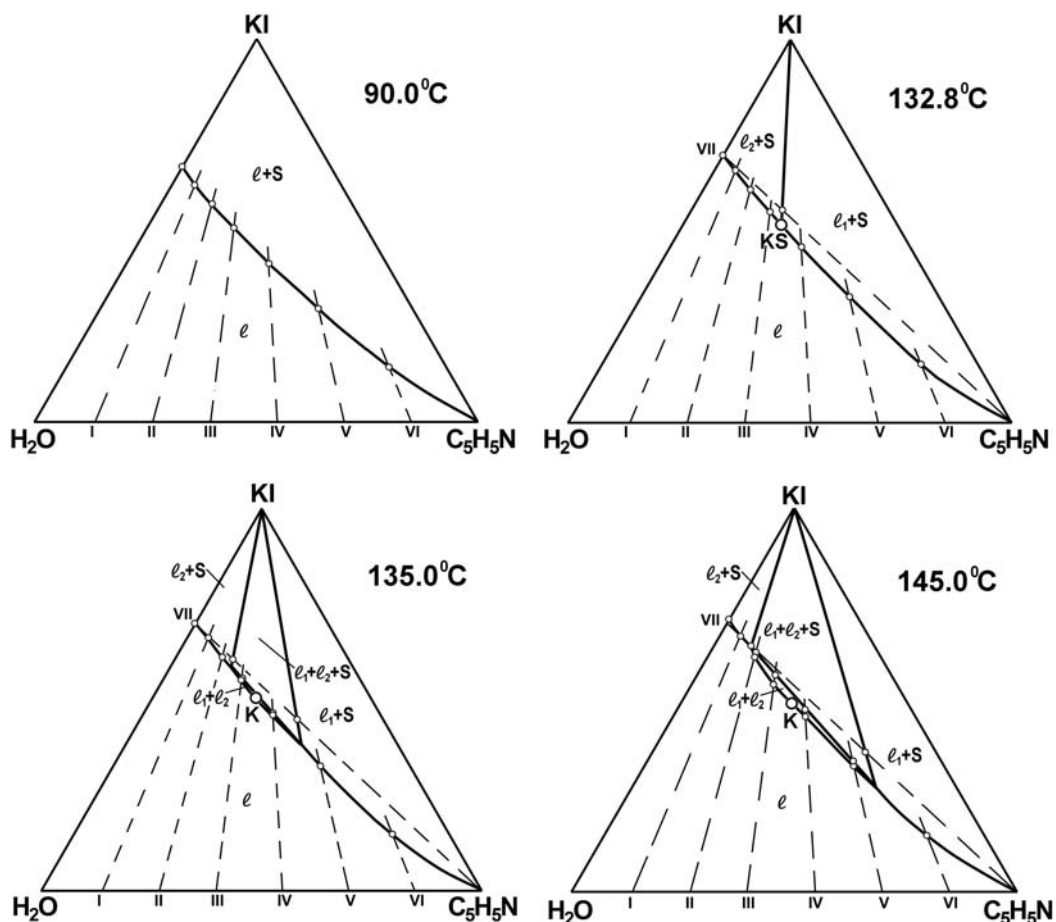 KI
90.0⁰C
ℓ+S
ℓ
H₂O I II III IV V VI C₅H₅N
KI
132.8⁰C
VII
ℓ₂+S
ℓ₁+S
KS
ℓ
H₂O I II III IV V VI C₅H₅N
KI
135.0⁰C
ℓ₂+S
VII
ℓ₁+ℓ₂+S
ℓ₁+ℓ₂
ℓ₁+S
K
ℓ
H₂O I II III IV V VI C₅H₅N
KI
145.0⁰C
ℓ₂+S
VII
ℓ₁+ℓ₂+S
ℓ₁+ℓ₂
K
ℓ₁+S
ℓ
H₂O I II III IV V VI C₅H₅N